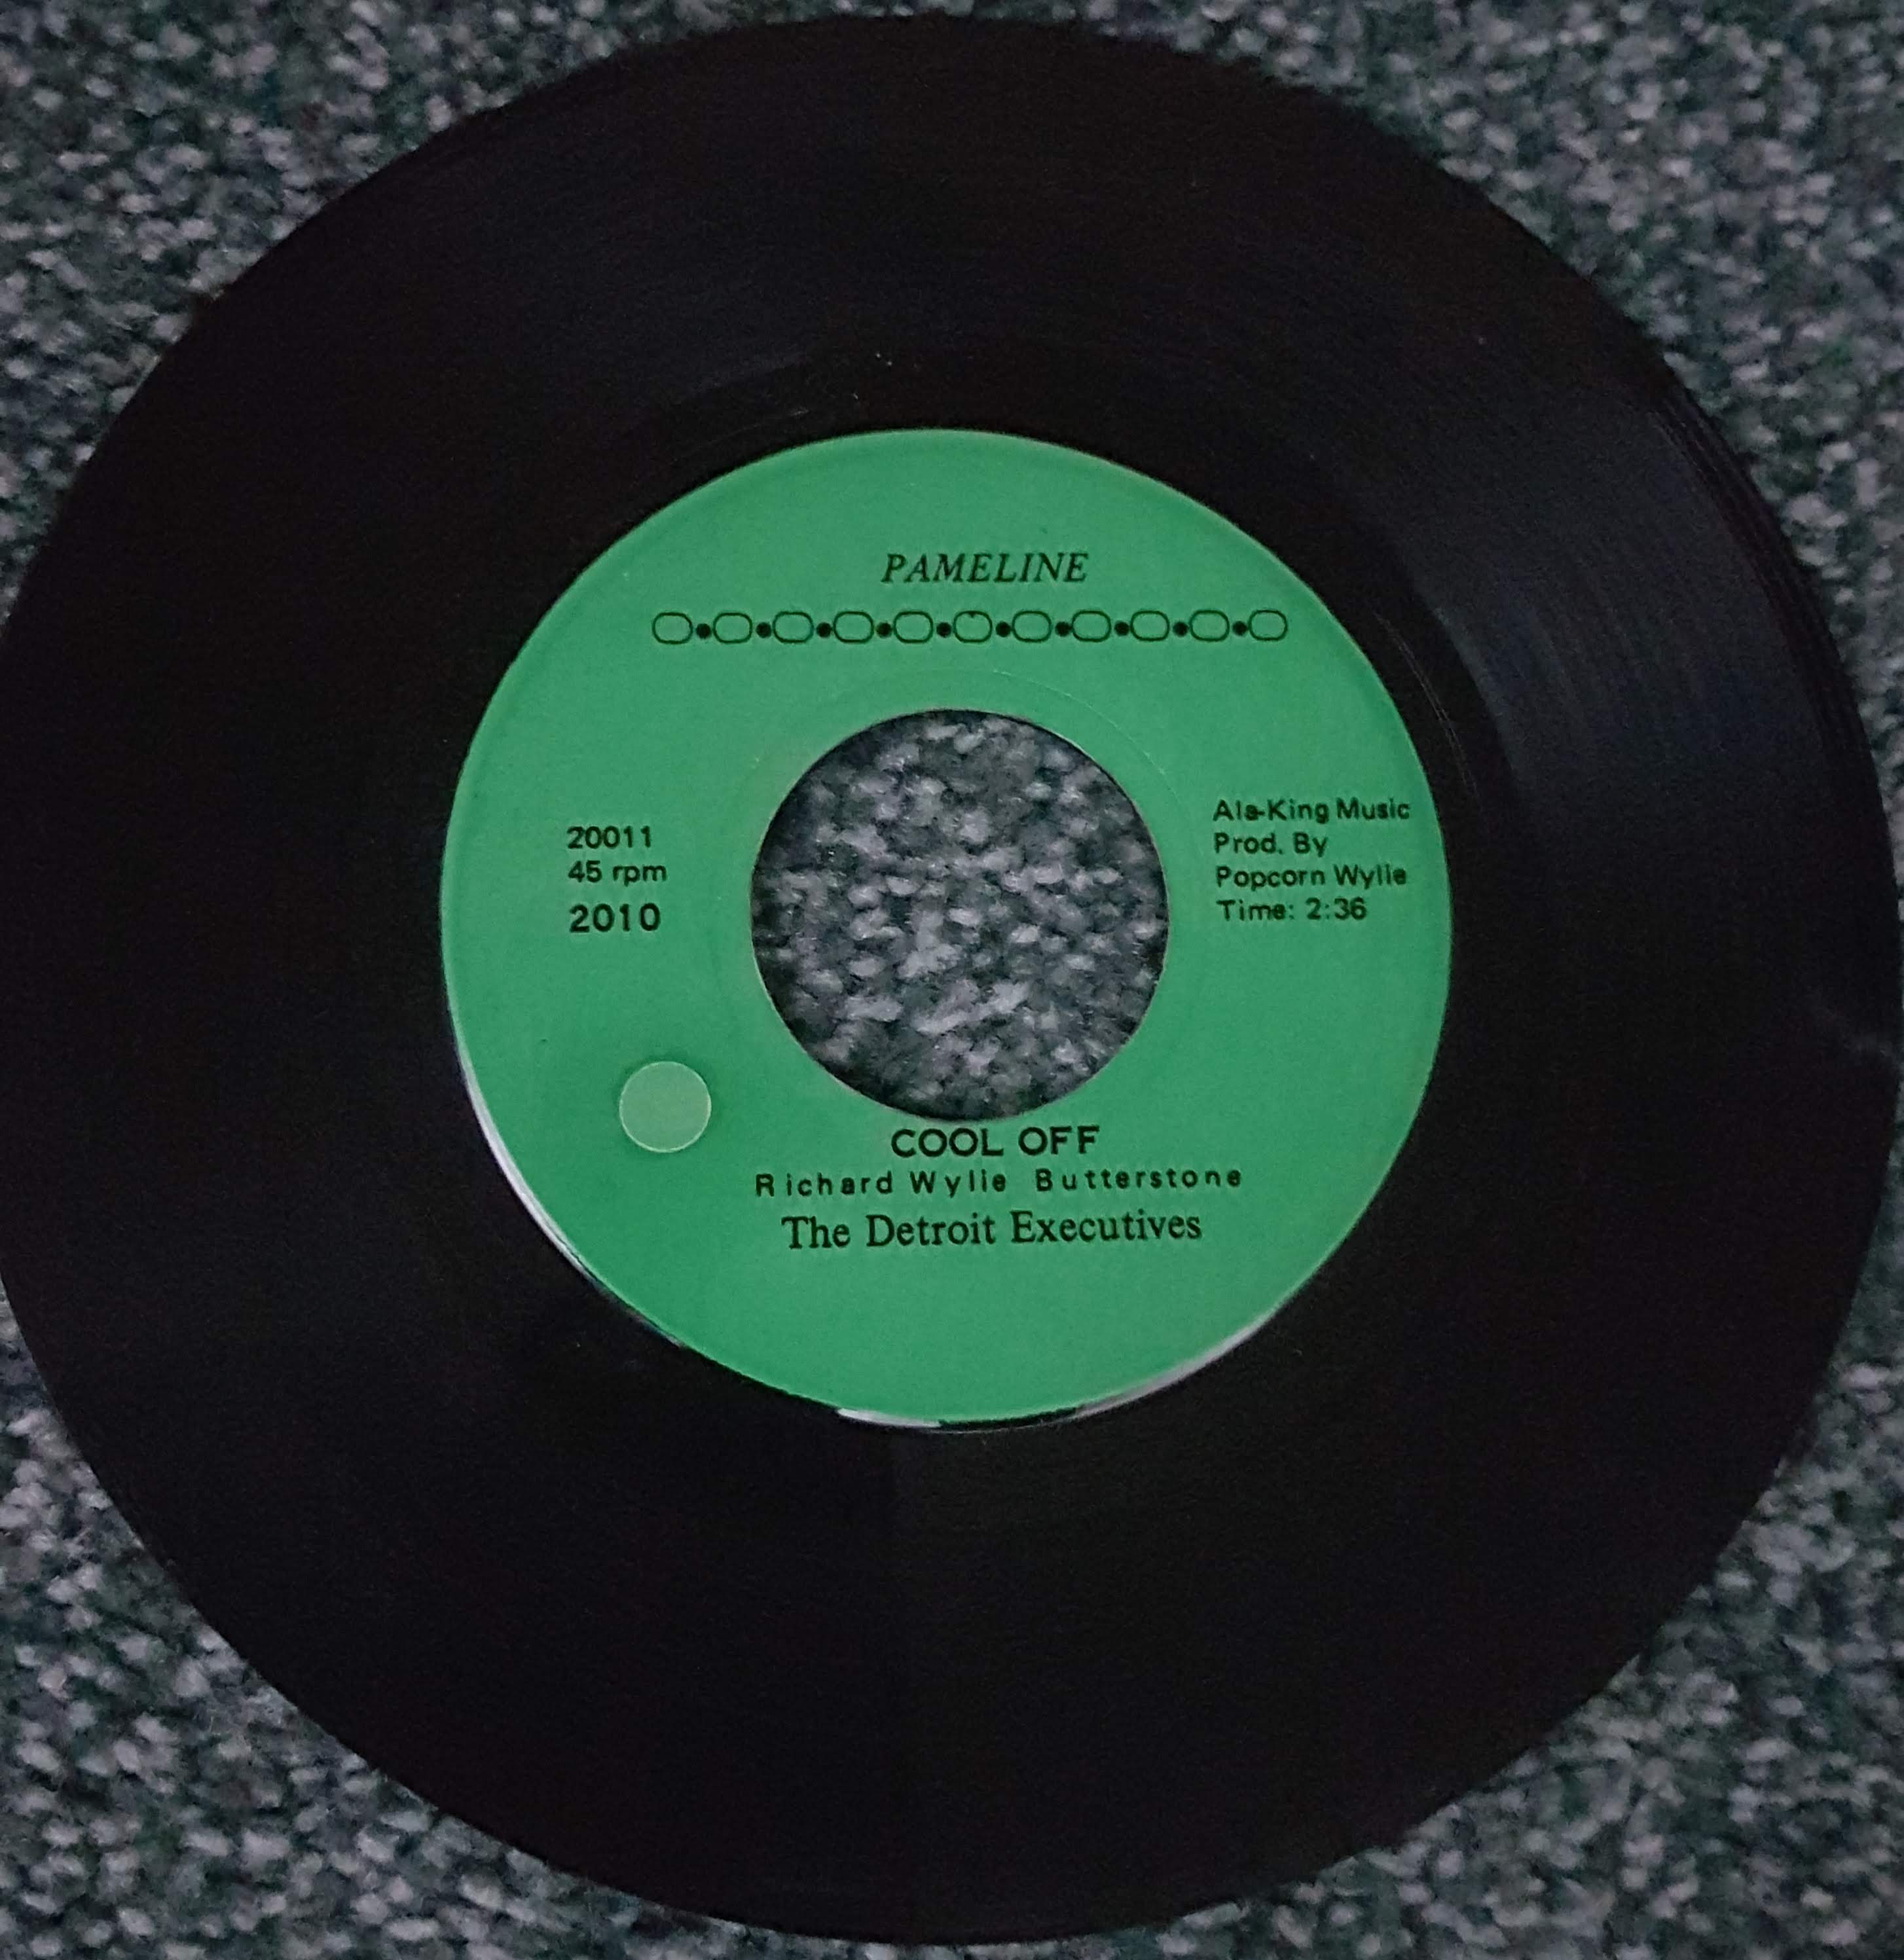 PAMELINE
20011
45 rpm
2010
Ala-King Music
Prod. By
Popcorn Wylie
Time: 2:36
COOL OFF
Richard Wylie Butterstone
The Detroit Executives